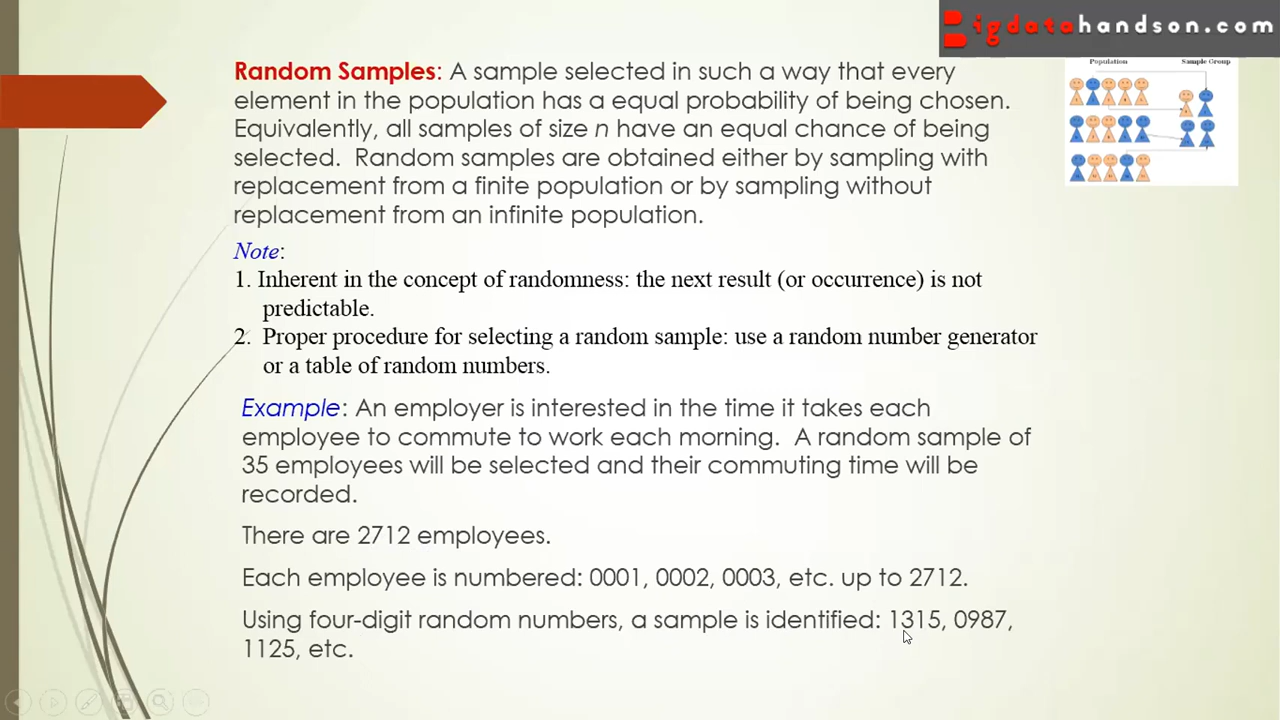 Bigdatahandson.com
Population Sample Group
Random Samples: A sample selected in such a way that every
element in the population has a equal probability of being chosen.
Equivalently, all samples of size n have an equal chance of being
selected. Random samples are obtained either by sampling with
replacement from a finite population or by sampling without
replacement from an infinite population.
Note:
1. Inherent in the concept of randomness: the next result (or occurrence) is not
predictable.
2. Proper procedure for selecting a random sample: use a random number generator
or a table of random numbers.
Example: An employer is interested in the time it takes each
employee to commute to work each morning. A random sample of
35 employees will be selected and their commuting time will be
recorded.
There are 2712 employees.
Each employee is numbered: 0001, 0002, 0003, etc. up to 2712.
Using four-digit random numbers, a sample is identified: 1315, 0987,
1125, etc.